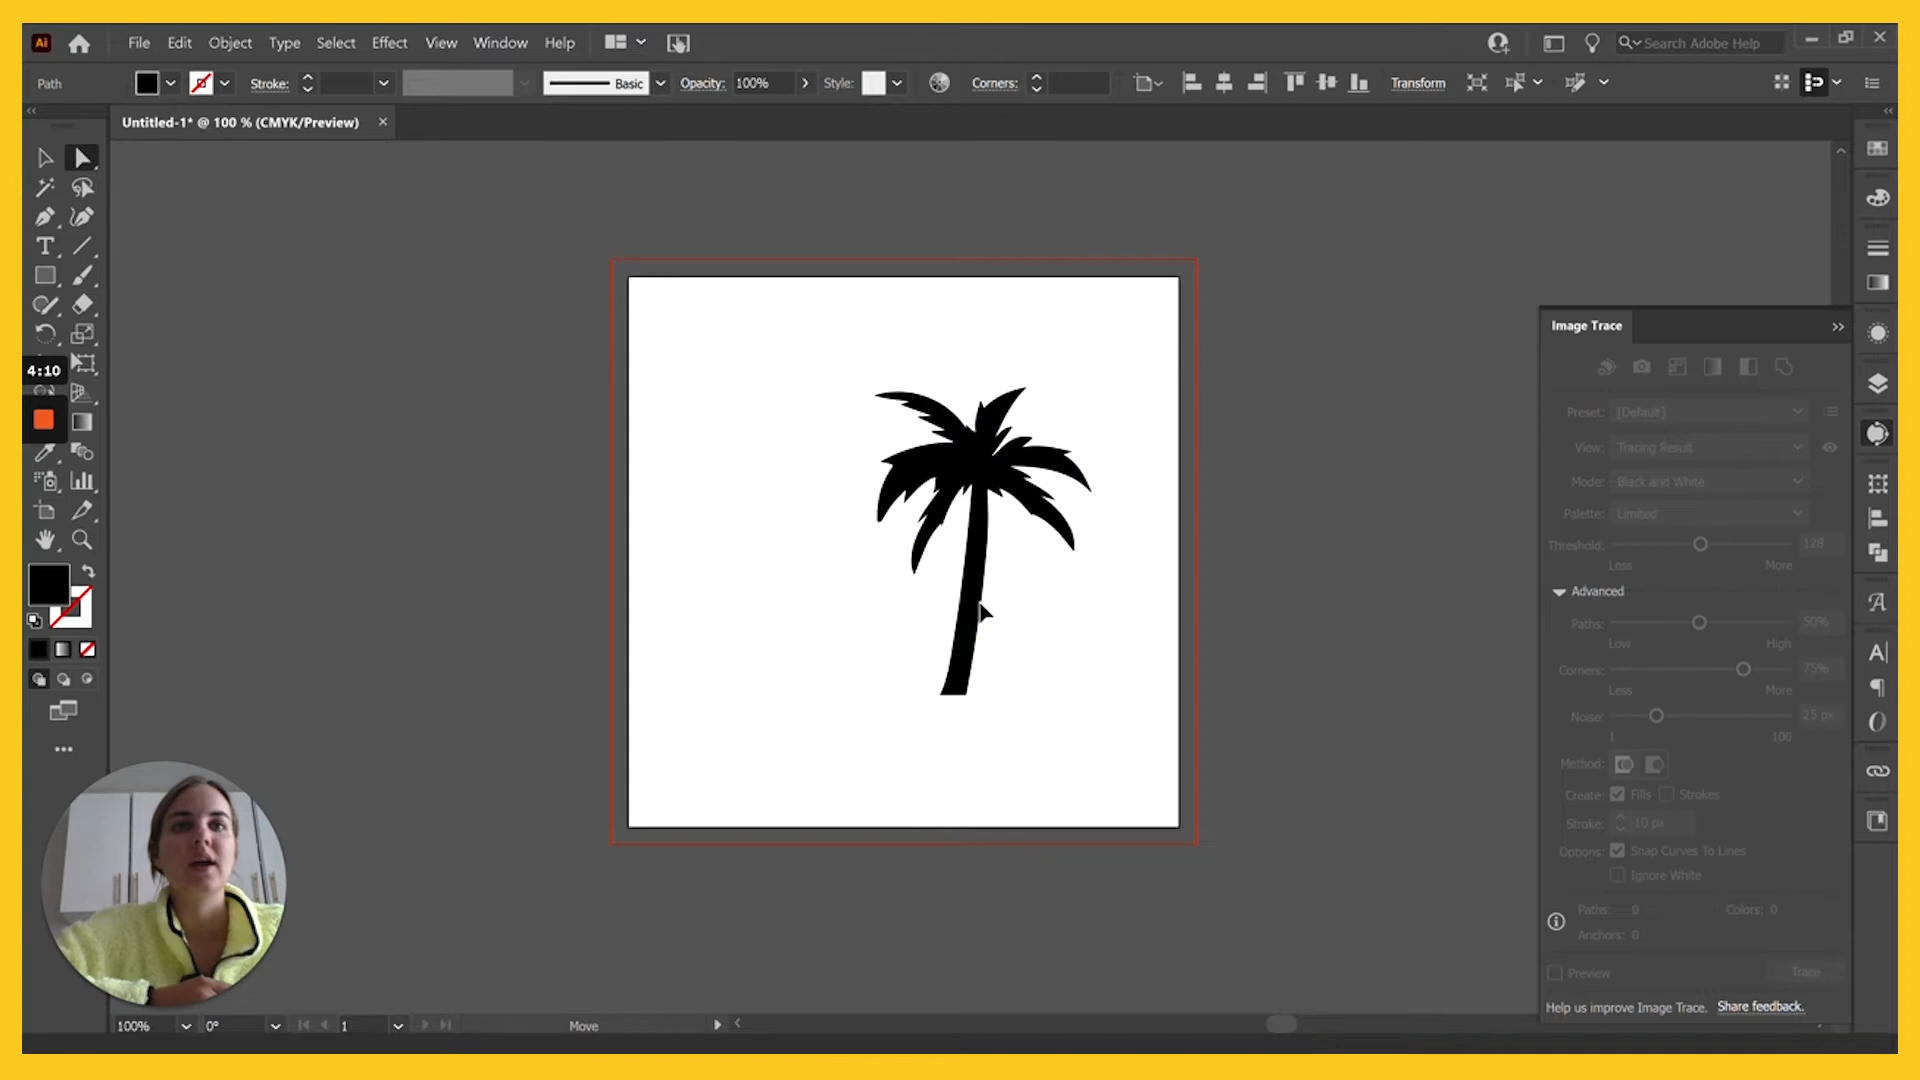 Ai File Edit Object Type Select Effect View Window Help Search Adobe Help
Path Stroke: Basic Opacity: 100% Style: Corners: Transform
Untitled-1* @ 100 % (CMYK/Preview)
4:10
Image Trace
Preset: [Default]
View: Tracing Result
Mode: Black and White
Palette: Limited
Threshold: 128
Less More
Advanced
Paths: 50%
Low High
Corners: 75%
Less More
Noise: 25 px
1 100
Method:
Create: Fills Strokes
Stroke: 10 px
Options: Snap Curves To Lines
Ignore White
Paths: 0 Colors: 0
Anchors: 0
Preview Trace
Help us improve Image Trace. Share feedback.
100% 0° 1 Move